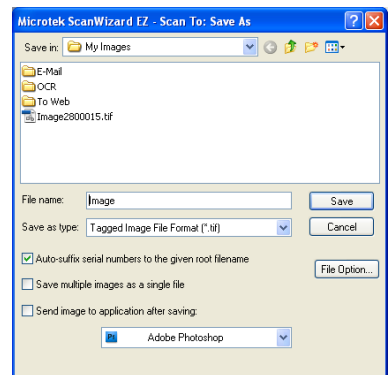 Microtek ScanWizard EZ - Scan To: Save As
Save in: My Images
E-Mail
OCR
To Web
Image2800015.tif
File name: Image Save
Save as type: Tagged Image File Format (*.tif) Cancel
Auto-suffix serial numbers to the given root filename
File Option...
Save multiple images as a single file
Send image to application after saving:
Ps Adobe Photoshop